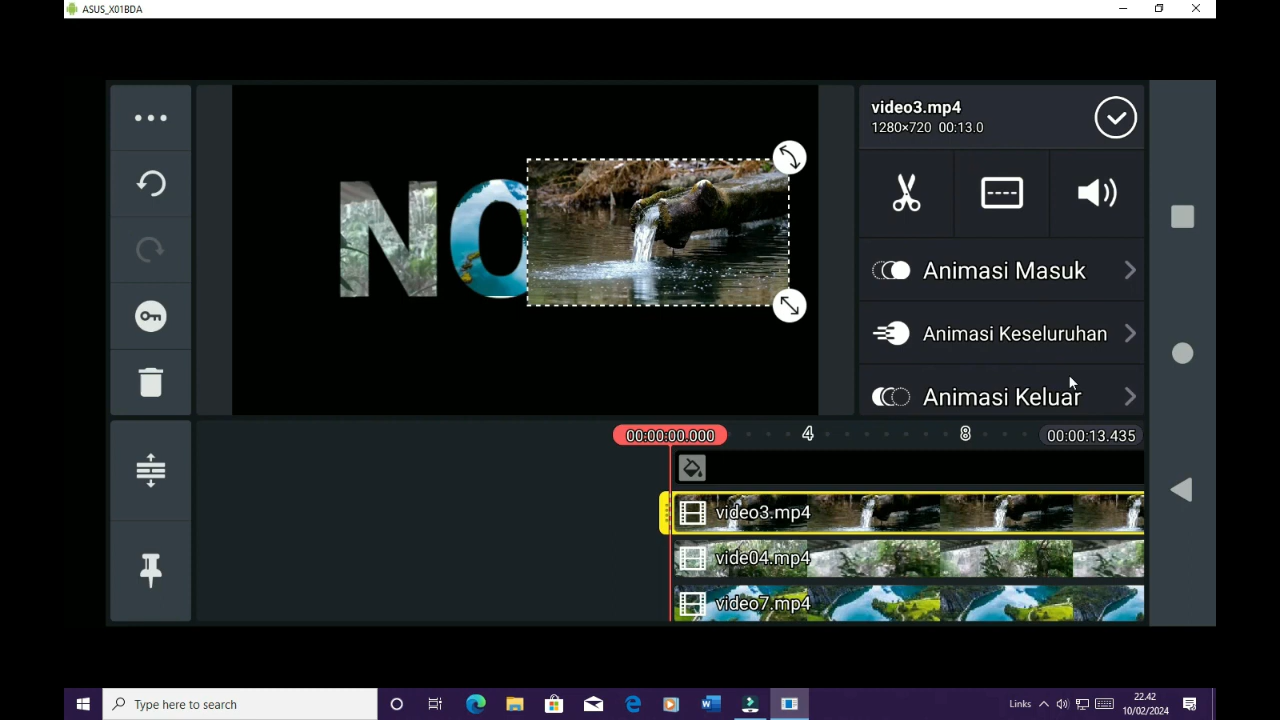 ASUS_X01BDA
NO
video3.mp4
1280×720 00:13.0
Animasi Masuk
Animasi Keseluruhan
Animasi Keluar
00:00:00.000
4
8
00:00:13.435
video3.mp4
vide04.mp4
video7.mp4
Type here to search
Links
22.42
10/02/2024